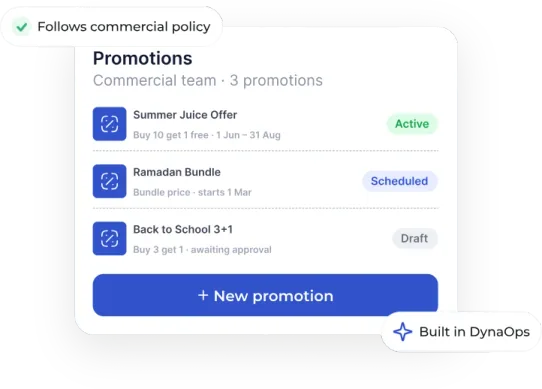 Follows commercial policy
Promotions
Commercial team · 3 promotions
Summer Juice Offer
Buy 10 get 1 free · 1 Jun – 31 Aug
Active
Ramadan Bundle
Bundle price · starts 1 Mar
Scheduled
Back to School 3+1
Buy 3 get 1 · awaiting approval
Draft
+ New promotion
Built in DynaOps